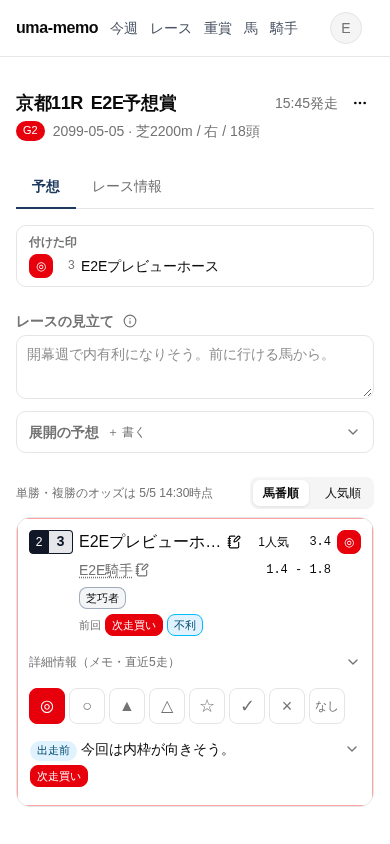 uma-memo 今週 レース 重賞 馬 騎手 E
京都11R E2E予想賞 15:45発走 …
G2 2099-05-05 · 芝2200m / 右 / 18頭
予想 レース情報
付けた印
◎ 3 E2Eプレビューホース
レースの見立て
開幕週で内有利になりそう。前に行ける馬から。
展開の予想 + 書く
単勝・複勝のオッズは 5/5 14:30時点 馬番順 人気順
2 3 E2Eプレビューホ… 1人気 3.4 ◎
E2E騎手 1.4 - 1.8
芝巧者
前回 次走買い 不利
詳細情報（メモ・直近5走）
◎ ○ ▲ △ ☆ ✓ × なし
出走前 今回は内枠が向きそう。
次走買い